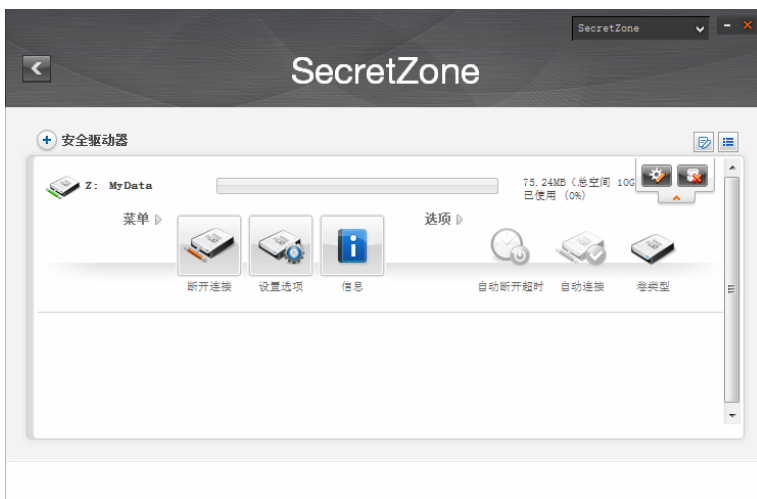 SecretZone
SecretZone
安全驱动器
Z: MyData
75.24MB (总空间 10G
已使用 (0%)
菜单
选项
断开连接
设置选项
信息
自动断开超时
自动连接
卷类型